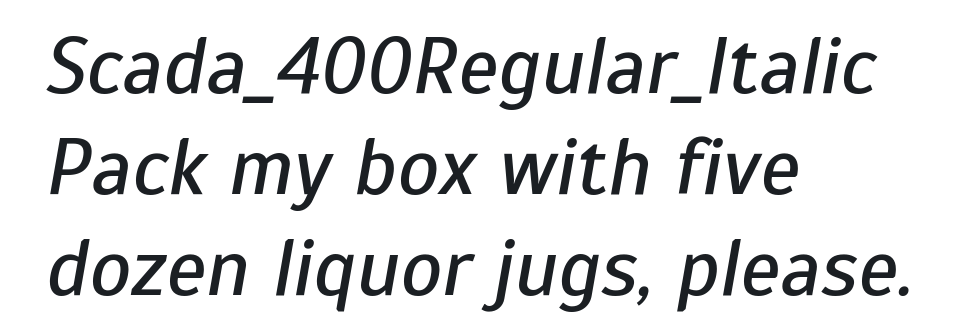 Scada_400Regular_Italic
Pack my box with five
dozen liquor jugs, please.